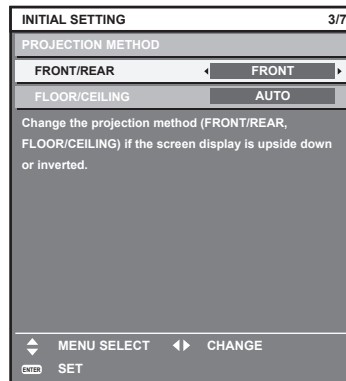 INITIAL SETTING 3/7
PROJECTION METHOD
FRONT/REAR FRONT
FLOOR/CEILING AUTO
Change the projection method (FRONT/REAR,
FLOOR/CEILING) if the screen display is upside down
or inverted.
MENU SELECT CHANGE
ENTER SET